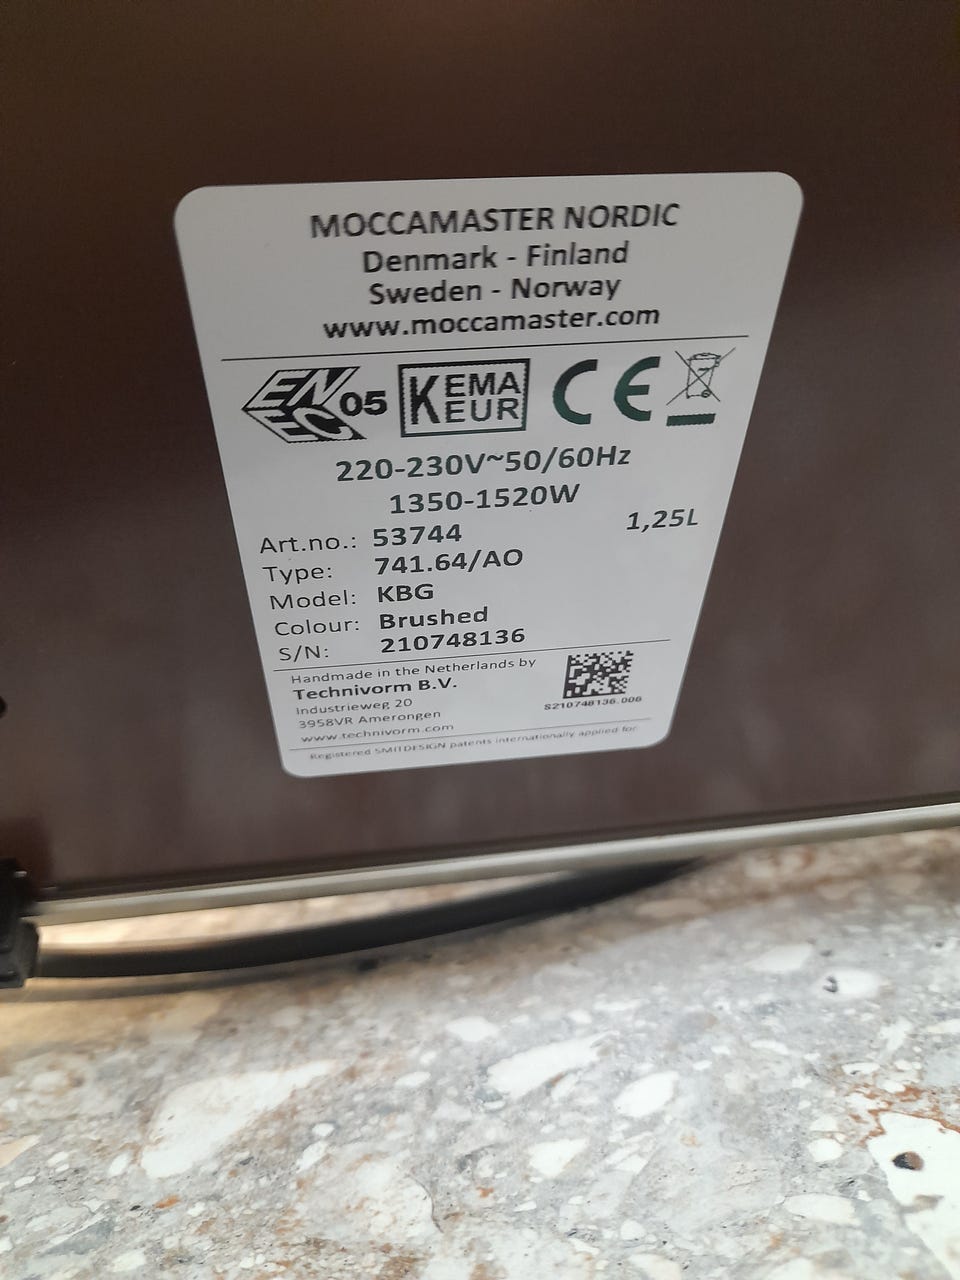 MOCCAMASTER NORDIC
Denmark - Finland
Sweden - Norway
www.moccamaster.com
EN EC 05 KEMA EUR CE
220-230V~50/60Hz
1350-1520W
1,25L
Art.no.: 53744
Type: 741.64/AO
Model: KBG
Colour: Brushed
S/N: 210748136
Handmade in the Netherlands by
Technivorm B.V.
Industrieweg 20
3958VR Amerongen
www.technivorm.com
S210748136.006
Registered SMITDESIGN patents internationally applied for